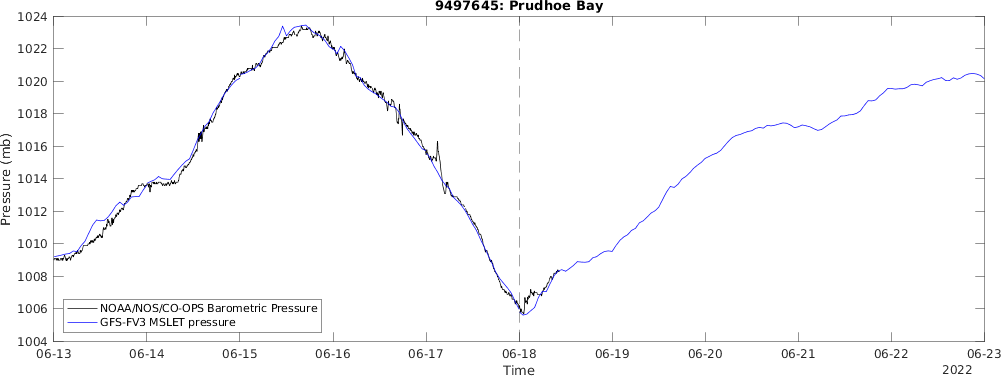 9497645: Prudhoe Bay
1024
1022
1020
1018
1016
1014
1012
1010
1008
1006
1004
Pressure (mb)
NOAA/NOS/CO-OPS Barometric Pressure
GFS-FV3 MSLET pressure
06-13 06-14 06-15 06-16 06-17 06-18 06-19 06-20 06-21 06-22 06-23
Time
2022